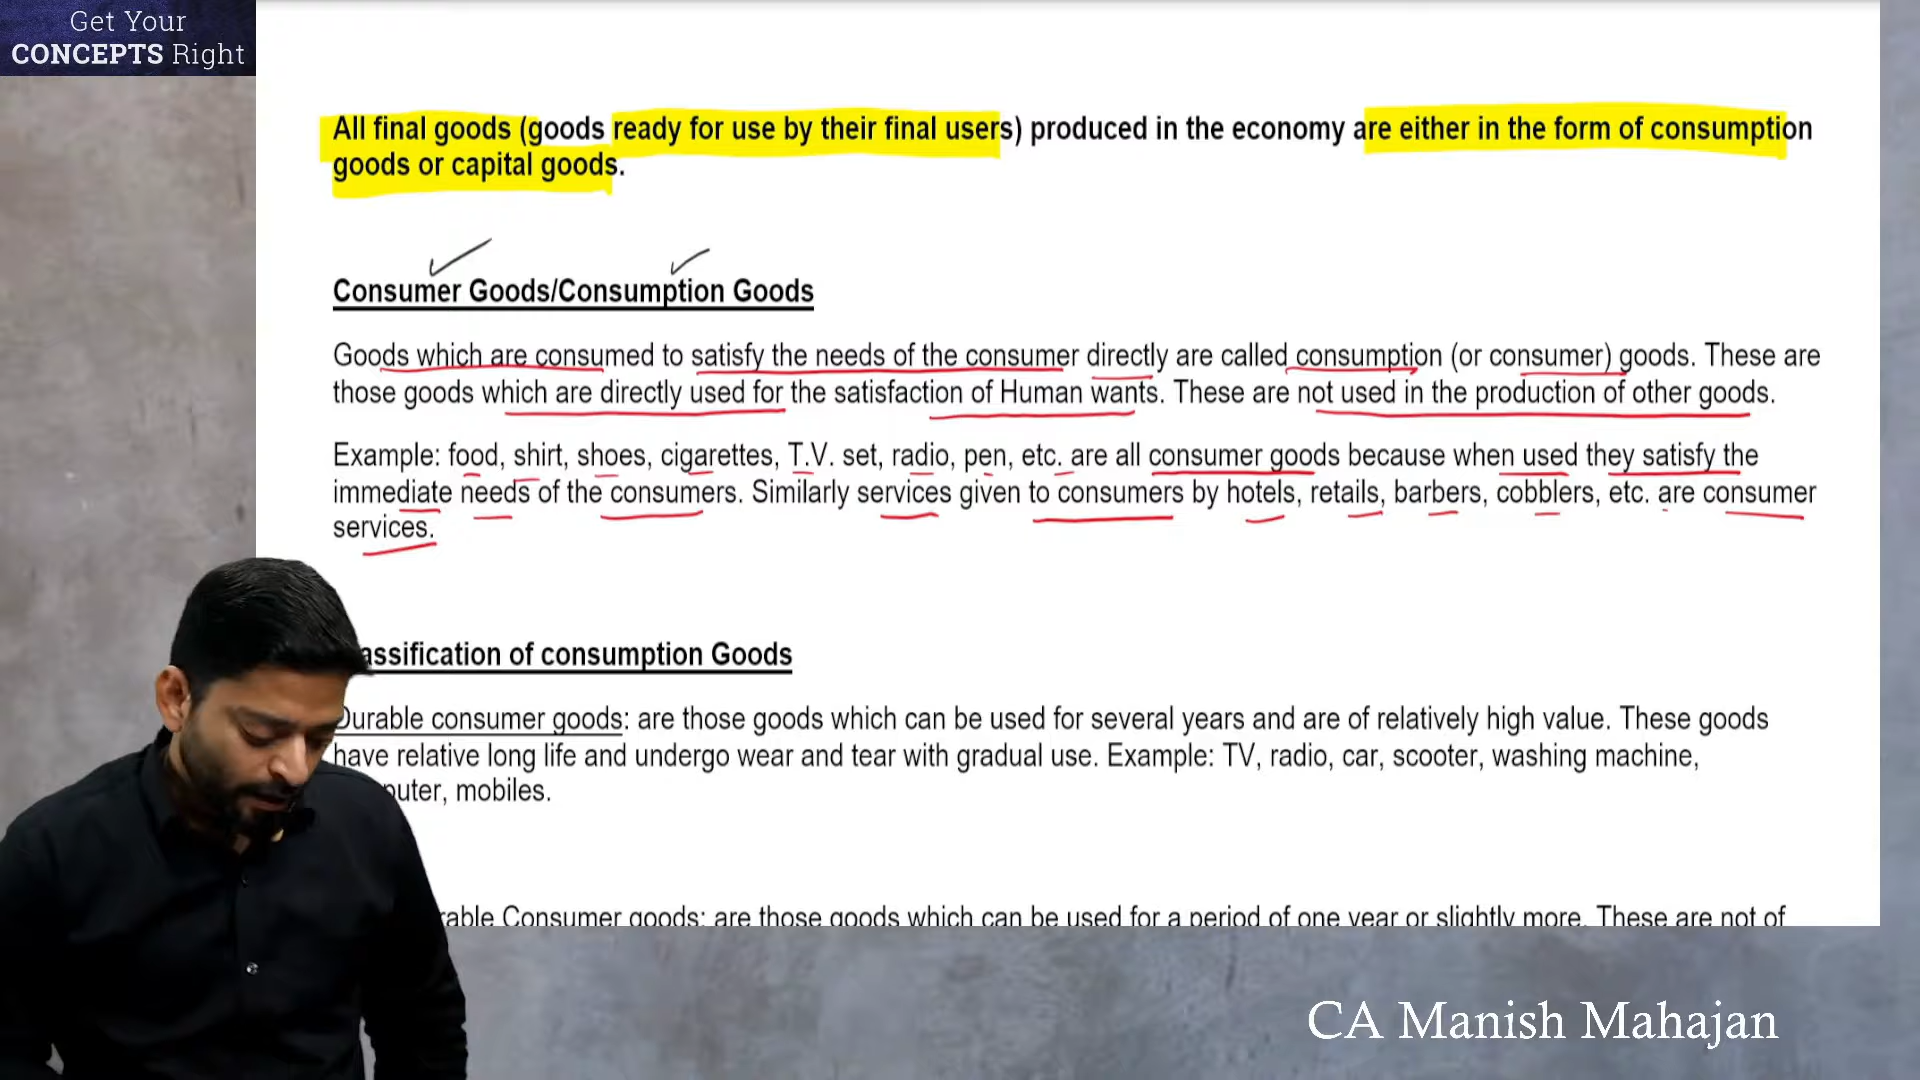 Get Your
CONCEPTS Right
All final goods (goods ready for use by their final users) produced in the economy are either in the form of consumption
goods or capital goods.
Consumer Goods/Consumption Goods
Goods which are consumed to satisfy the needs of the consumer directly are called consumption (or consumer) goods. These are
those goods which are directly used for the satisfaction of Human wants. These are not used in the production of other goods.
Example: food, shirt, shoes, cigarettes, T.V. set, radio, pen, etc. are all consumer goods because when used they satisfy the
immediate needs of the consumers. Similarly services given to consumers by hotels, retails, barbers, cobblers, etc. are consumer
services.
assification of consumption Goods
Durable consumer goods: are those goods which can be used for several years and are of relatively high value. These goods
have relative long life and undergo wear and tear with gradual use. Example: TV, radio, car, scooter, washing machine,
puter, mobiles.
rable Consumer goods: are those goods which can be used for a period of one year or slightly more. These are not of
CA Manish Mahajan